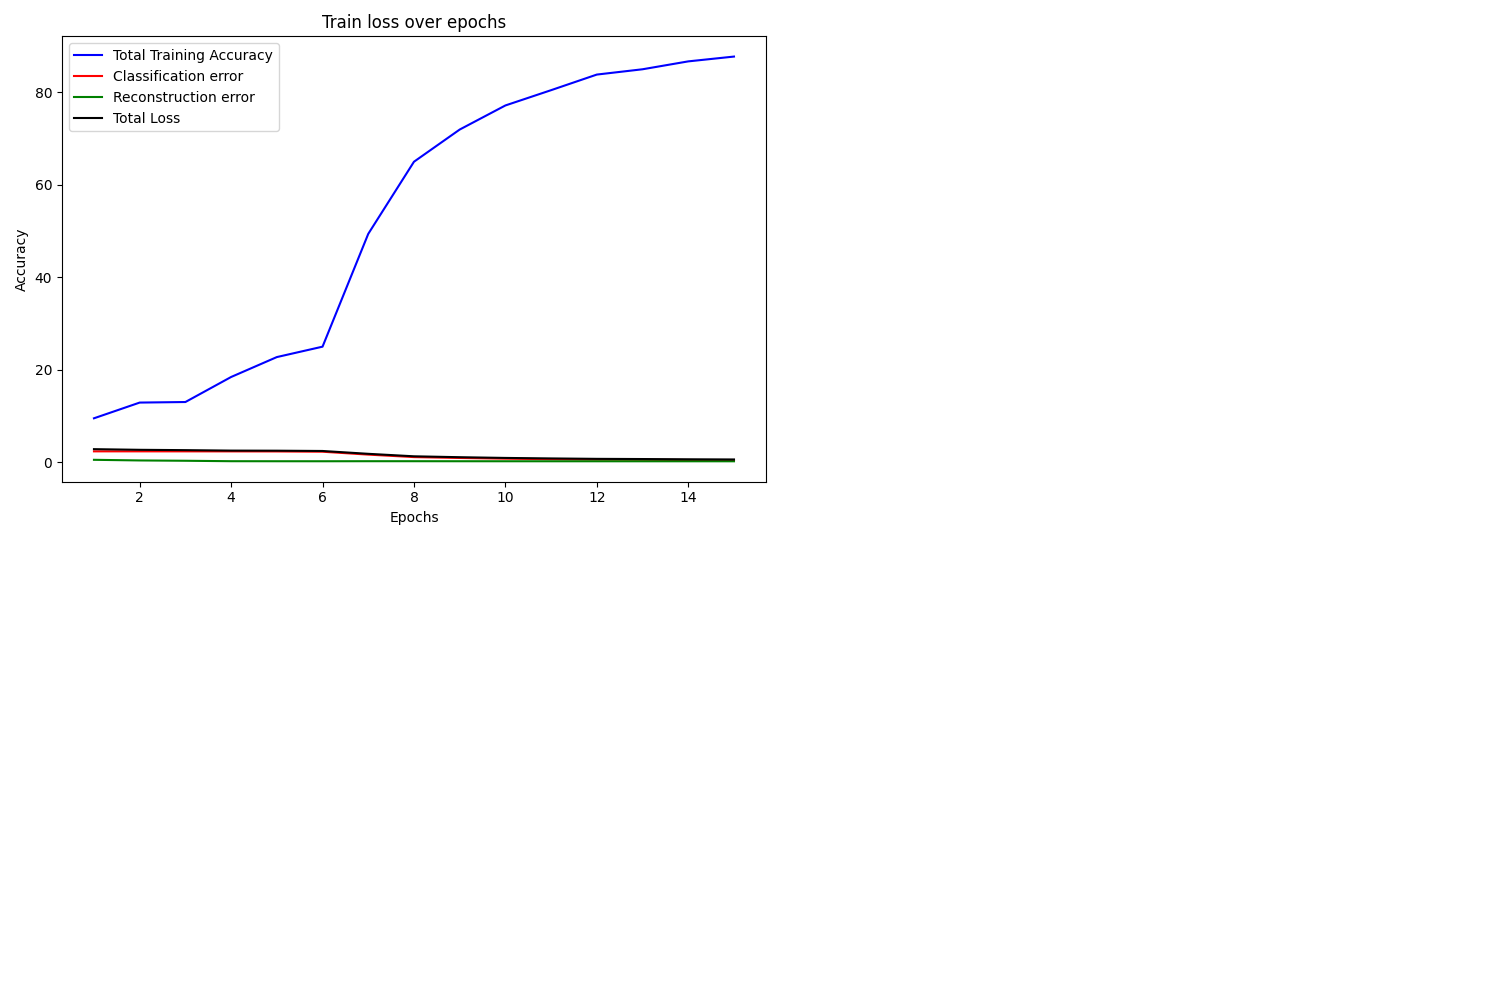 Train loss over epochs
Total Training Accuracy
Classification error
Reconstruction error
Total Loss
Accuracy
80
60
40
20
0
2 4 6 8 10 12 14
Epochs